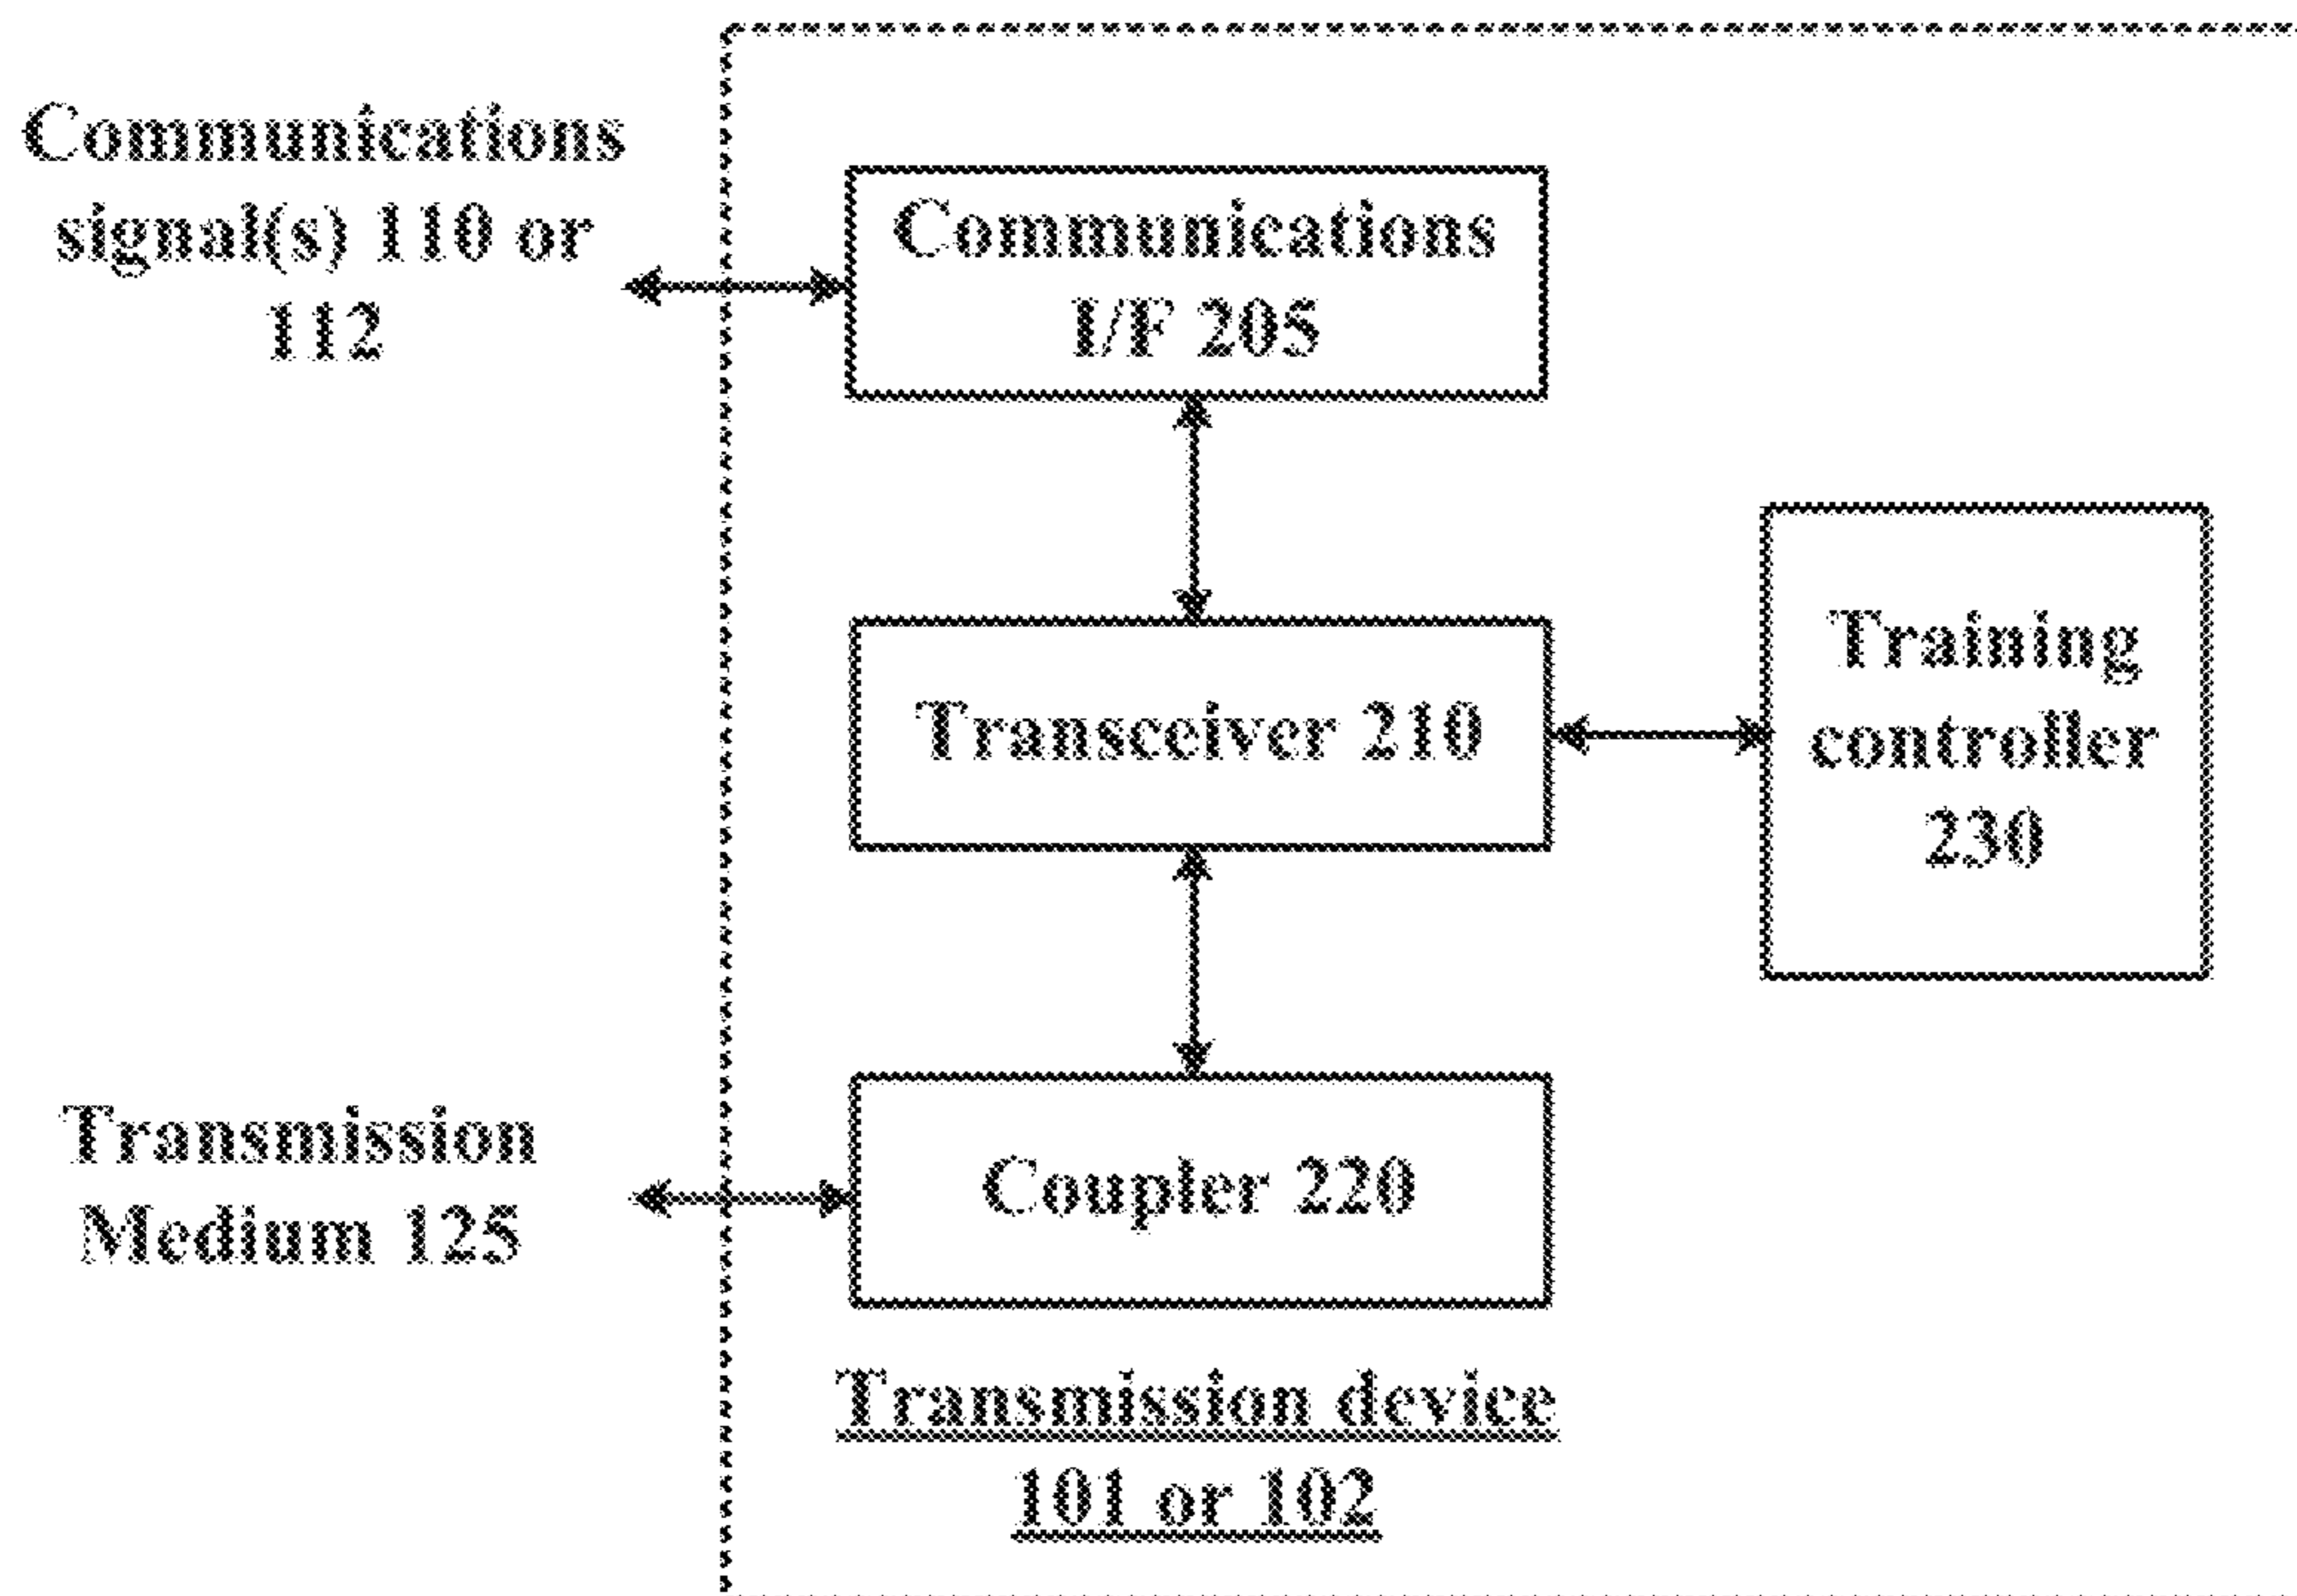 Communications
signal(s) 110 or
112
Communications
I/F 205
Transceiver 210
Training
controller
230
Transmission
Medium 125
Coupler 220
Transmission device
101 or 102